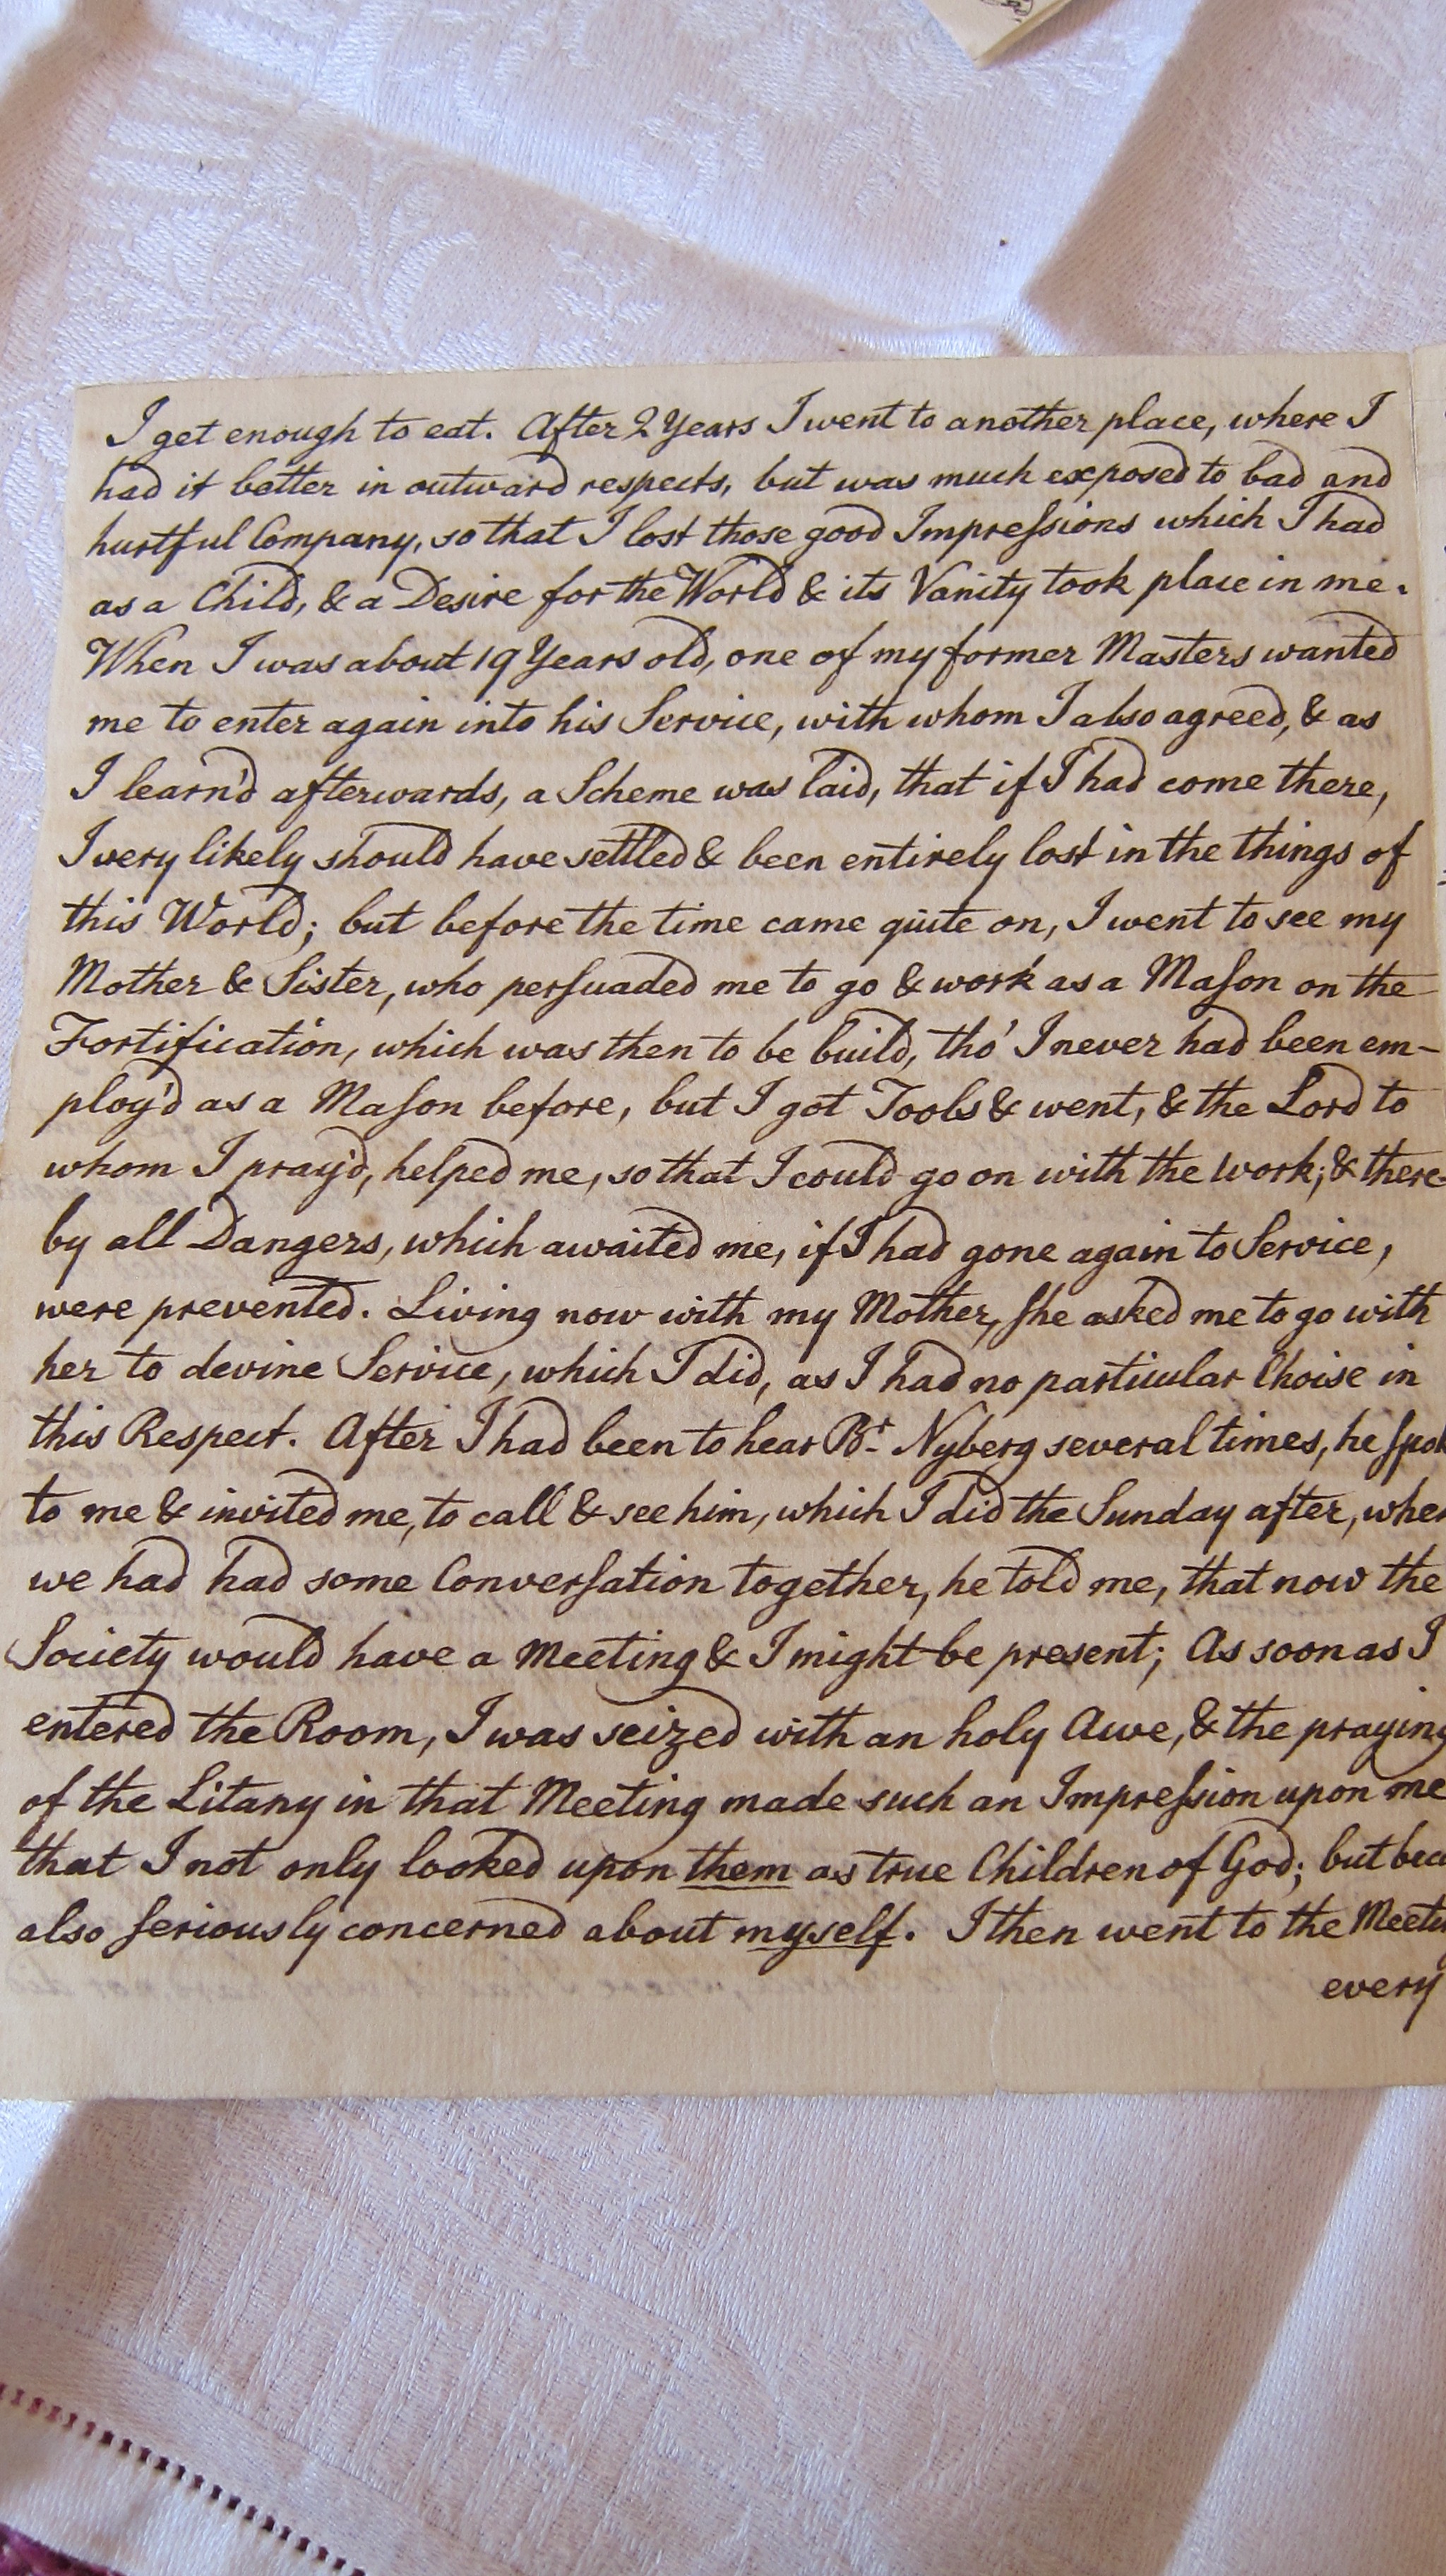 I get enough to eat. After 2 Years I went to another place, where I
had it better in outward respects, but was much exposed to bad and
hurtful Company, so that I lost those good Impreſsions which I had
as a Child, & a Desire for the World & its Vanity took place in me.
When I was about 19 Years old, one of my former Masters wanted
me to enter again into his Service, with whom I also agreed, & as
I learn'd afterwards, a Scheme was laid, that if I had come there,
I very likely should have settled & been entirely lost in the things of
this World; but before the time came quite on, I went to see my
Mother & Sister, who perſuaded me to go & work as a Maſon on the
Fortification, which was then to be build, tho' I never had been em-
ploy'd as a Maſon before, but I got Tools & went, & the Lord to
whom I pray'd, helped me, so that I could go on with the work; & there-
by all Dangers, which awaited me, if I had gone again to Service,
were prevented. Living now with my Mother, ſhe asked me to go with
her to devine Service, which I did, as I had no particular Choise in
this Respect. After I had been to hear Br. Nyberg several times, he ſpok
to me & invited me, to call & see him, which I did the Sunday after, when
we had had some Converſation together, he told me, that now the
Society would have a Meeting & I might be present; As soon as I
entered the Room, I was seized with an holy Awe, & the praying
of the Litany in that Meeting made such an Impreſsion upon me
that I not only looked upon them as true Children of God; but bec
also ſeriously concerned about myself. I then went to the Meeti
every